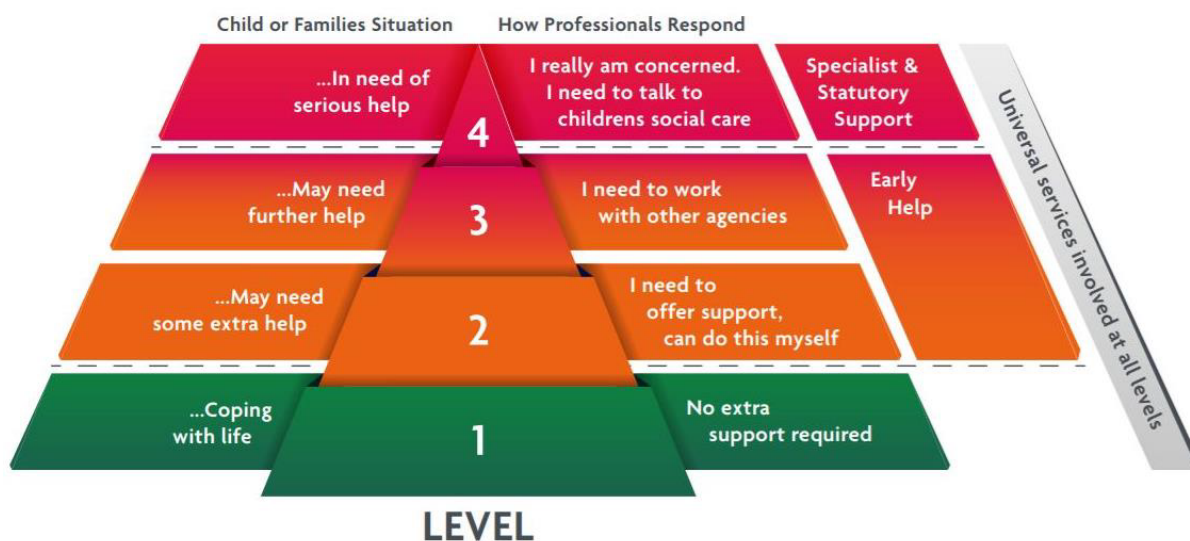 Child or Families Situation
How Professionals Respond
...In need of
serious help
4
I really am concerned.
I need to talk to
childrens social care
Specialist &
Statutory
Support
...May need
further help
3
I need to work
with other agencies
Early
Help
...May need
some extra help
2
I need to
offer support,
can do this myself
...Coping
with life
1
No extra
support required
Universal services involved at all levels
LEVEL